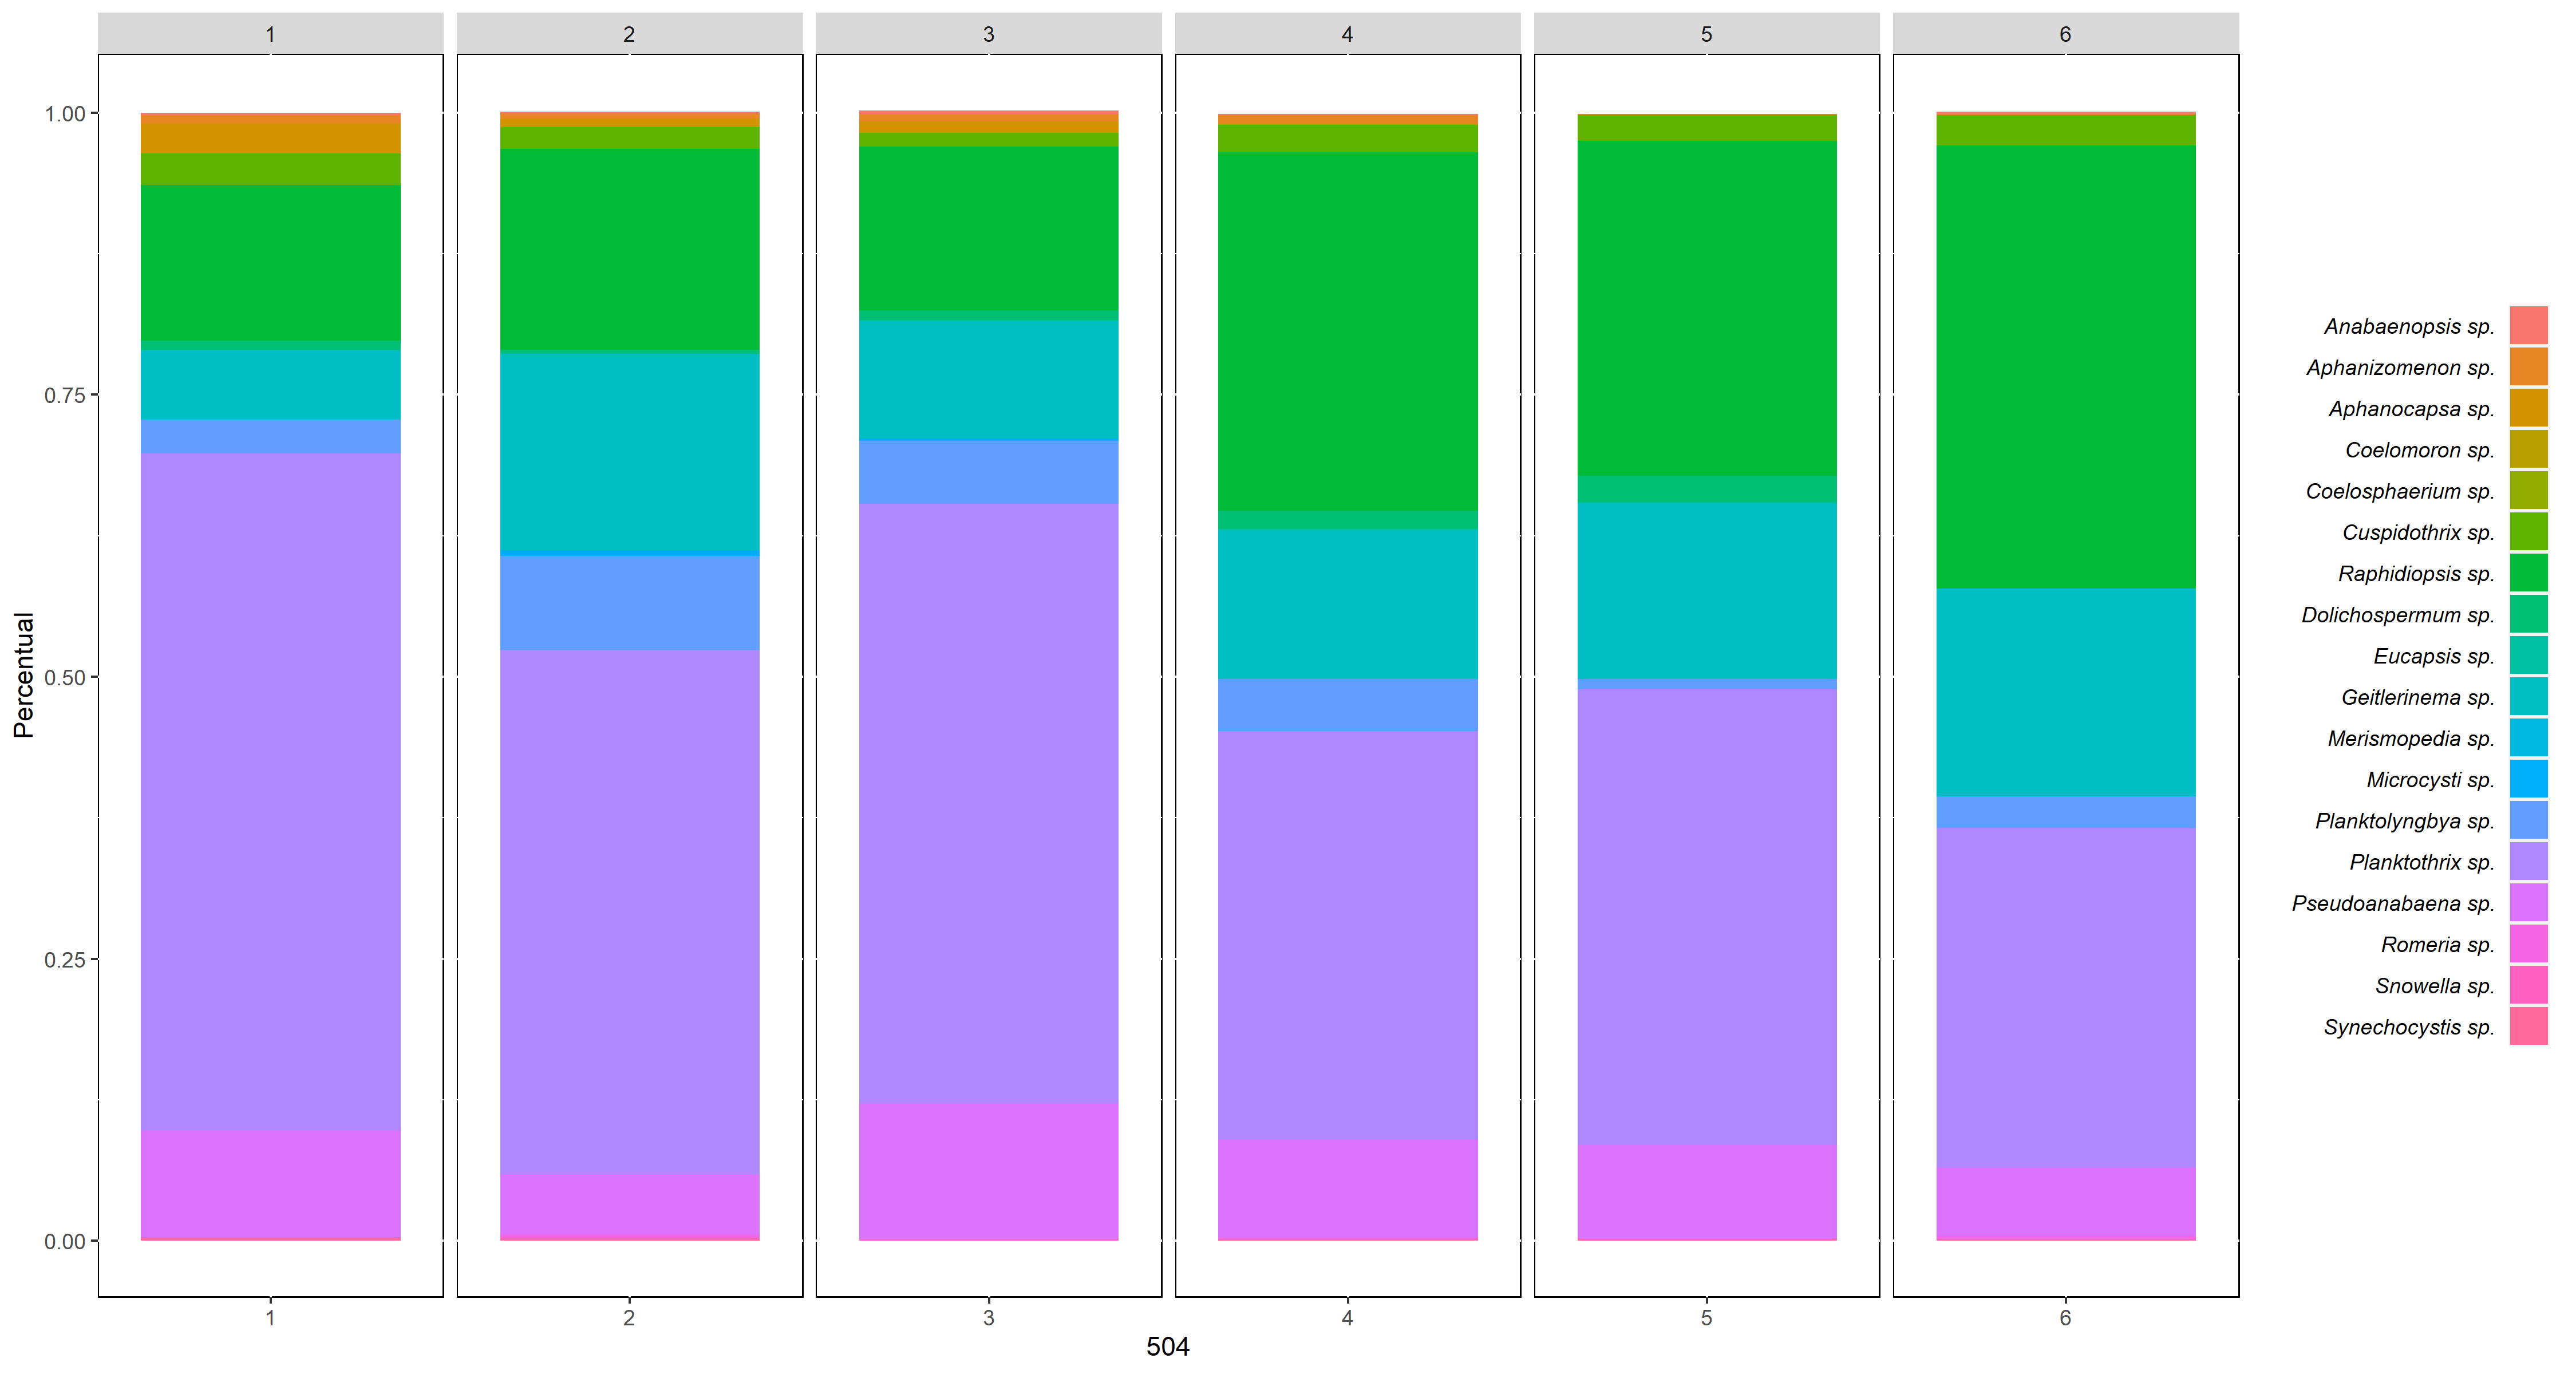 1 2 3 4 5 6
1.00
0.75
0.50
0.25
0.00
Percentual
1 2 3 4 5 6
504
Anabaenopsis sp.
Aphanizomenon sp.
Aphanocapsa sp.
Coelomoron sp.
Coelosphaerium sp.
Cuspidothrix sp.
Raphidiopsis sp.
Dolichospermum sp.
Eucapsis sp.
Geitlerinema sp.
Merismopedia sp.
Microcysti sp.
Planktolyngbya sp.
Planktothrix sp.
Pseudoanabaena sp.
Romeria sp.
Snowella sp.
Synechocystis sp.